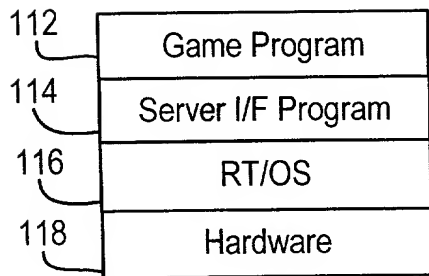 112
Game Program
114
Server I/F Program
116
RT/OS
118
Hardware